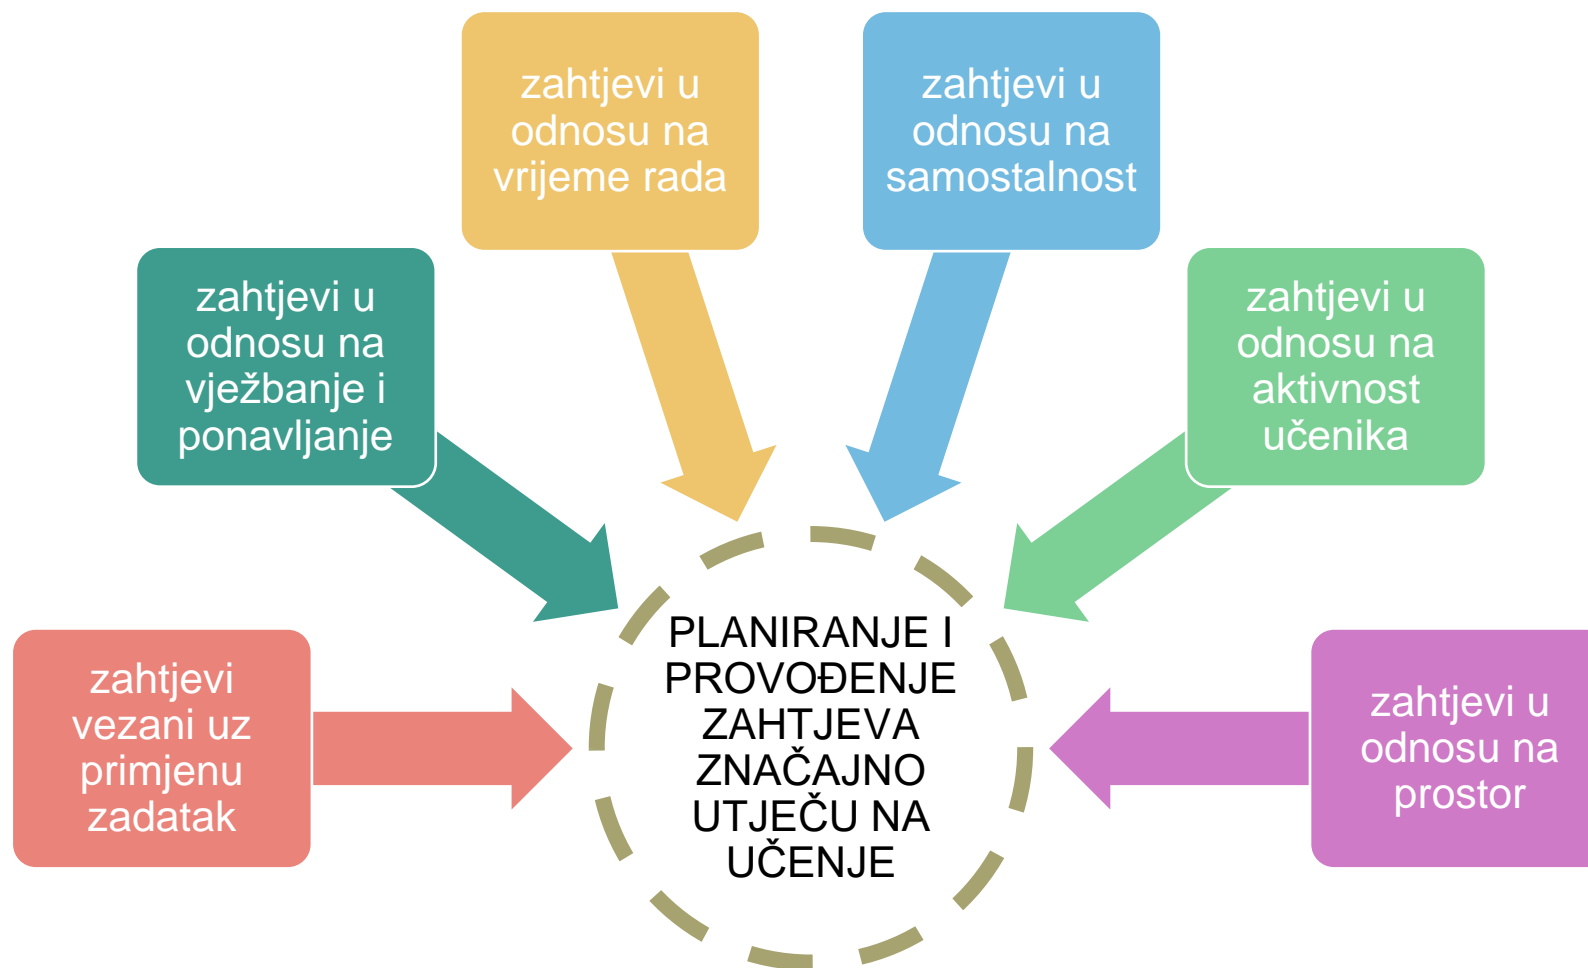 zahtjevi
vezani uz
primjenu
zadatak
zahtjevi u
odnosu na
vježbanje i
ponavljanje
zahtjevi u
odnosu na
vrijeme rada
zahtjevi u
odnosu na
samostalnost
zahtjevi u
odnosu na
aktivnost
učenika
zahtjevi u
odnosu na
prostor
PLANIRANJE I
PROVOĐENJE
ZAHTJEVA
ZNAČAJNO
UTJEČU NA
UČENJE